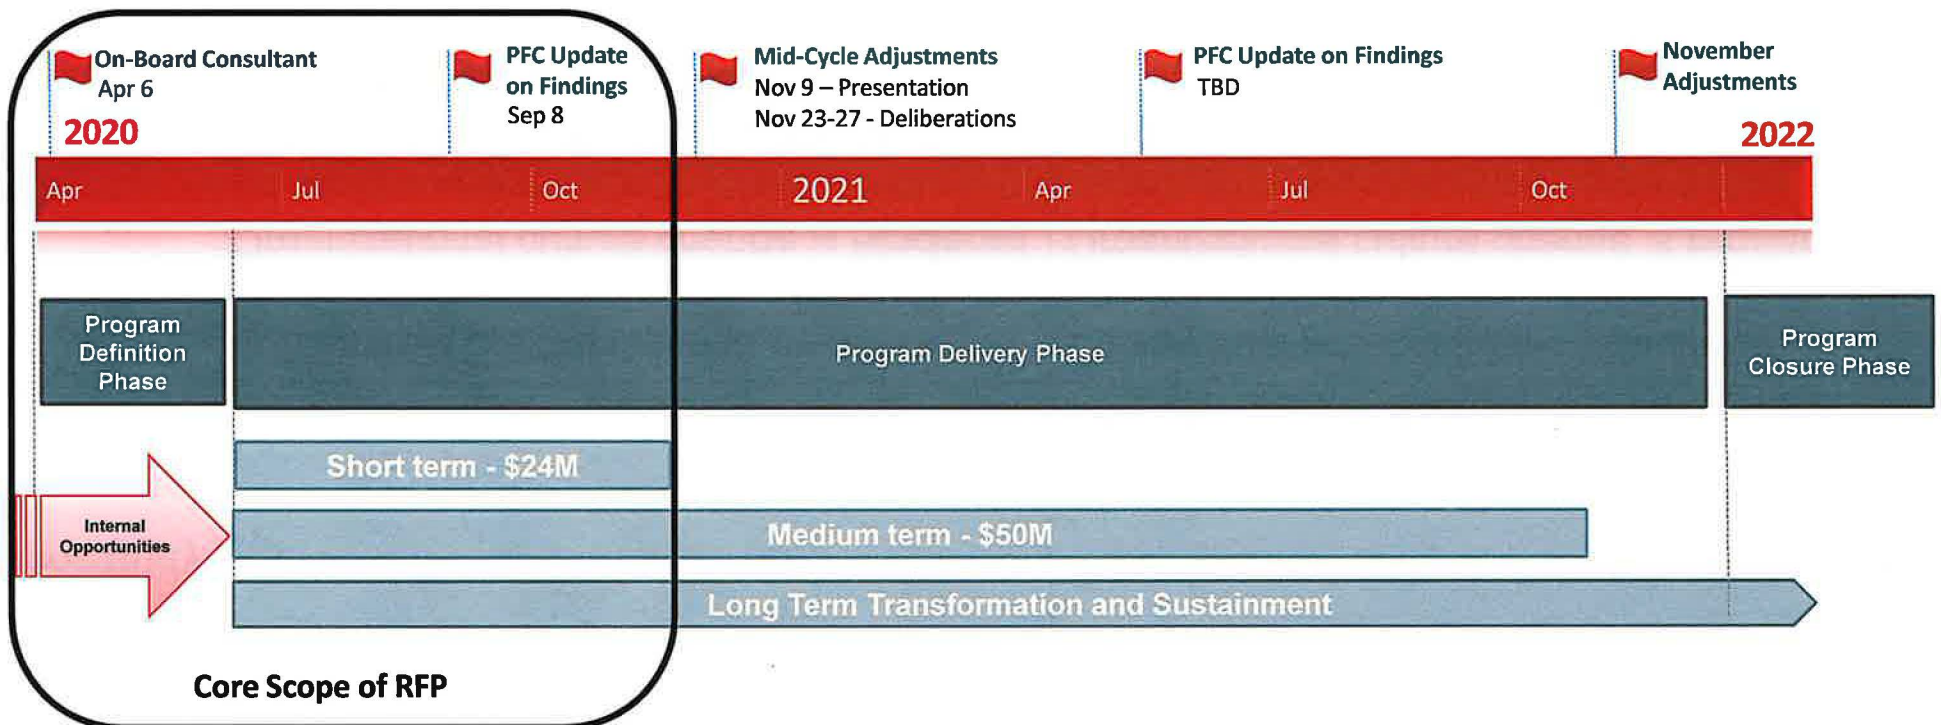 On-Board Consultant
Apr 6
2020
PFC Update
on Findings
Sep 8
Mid-Cycle Adjustments
Nov 9 – Presentation
Nov 23-27 - Deliberations
PFC Update on Findings
TBD
November
Adjustments
2022
Apr
Jul
Oct
2021
Apr
Jul
Oct
Program
Definition
Phase
Program Delivery Phase
Program
Closure Phase
Short term - $24M
Internal
Opportunities
Medium term - $50M
Long Term Transformation and Sustainment
Core Scope of RFP